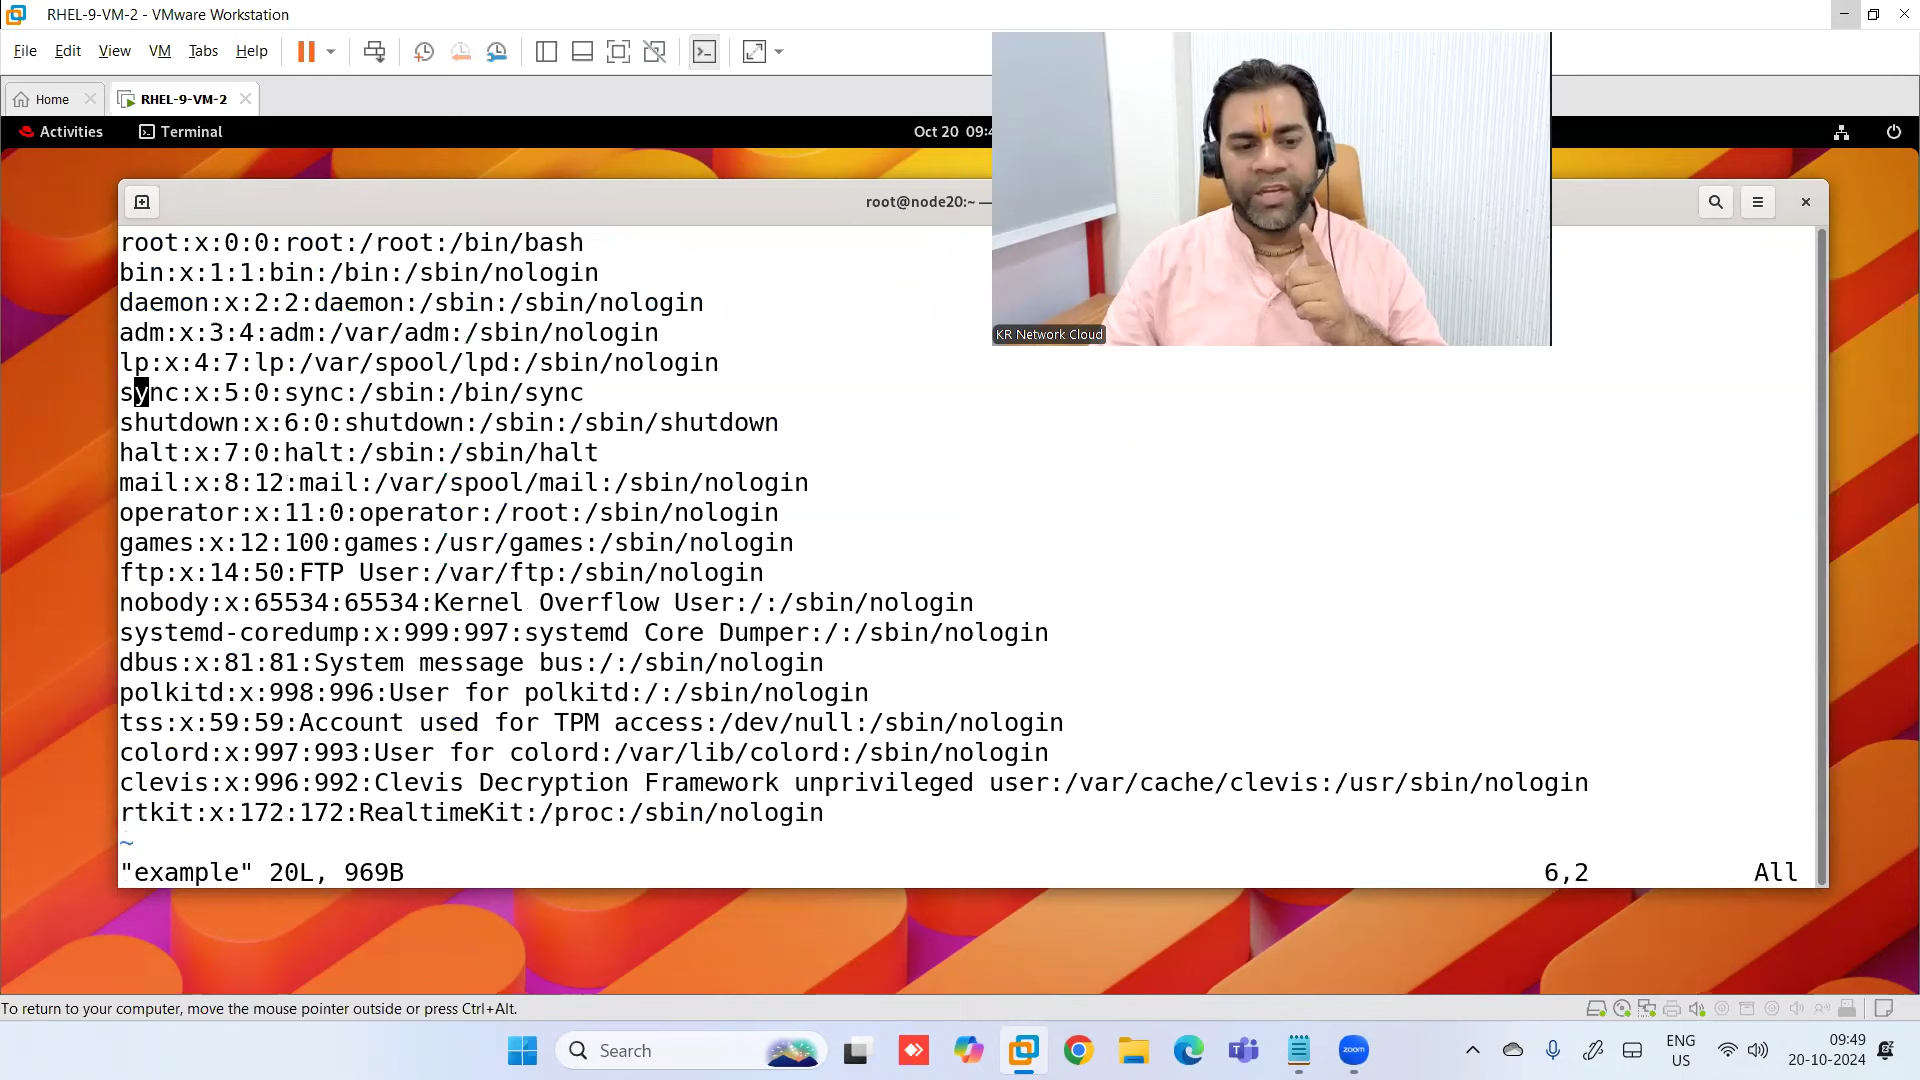 RHEL-9-VM-2 - VMware Workstation
File Edit View VM Tabs Help
Home RHEL-9-VM-2
Activities Terminal Oct 20 09:4
root@node20:~ —
KR Network Cloud
root:x:0:0:root:/root:/bin/bash
bin:x:1:1:bin:/bin:/sbin/nologin
daemon:x:2:2:daemon:/sbin:/sbin/nologin
adm:x:3:4:adm:/var/adm:/sbin/nologin
lp:x:4:7:lp:/var/spool/lpd:/sbin/nologin
sync:x:5:0:sync:/sbin:/bin/sync
shutdown:x:6:0:shutdown:/sbin:/sbin/shutdown
halt:x:7:0:halt:/sbin:/sbin/halt
mail:x:8:12:mail:/var/spool/mail:/sbin/nologin
operator:x:11:0:operator:/root:/sbin/nologin
games:x:12:100:games:/usr/games:/sbin/nologin
ftp:x:14:50:FTP User:/var/ftp:/sbin/nologin
nobody:x:65534:65534:Kernel Overflow User:/:/sbin/nologin
systemd-coredump:x:999:997:systemd Core Dumper:/:/sbin/nologin
dbus:x:81:81:System message bus:/:/sbin/nologin
polkitd:x:998:996:User for polkitd:/:/sbin/nologin
tss:x:59:59:Account used for TPM access:/dev/null:/sbin/nologin
colord:x:997:993:User for colord:/var/lib/colord:/sbin/nologin
clevis:x:996:992:Clevis Decryption Framework unprivileged user:/var/cache/clevis:/usr/sbin/nologin
rtkit:x:172:172:RealtimeKit:/proc:/sbin/nologin
~
"example" 20L, 969B 6,2 All
To return to your computer, move the mouse pointer outside or press Ctrl+Alt.
Search
zoom
ENG
US
09:49
20-10-2024